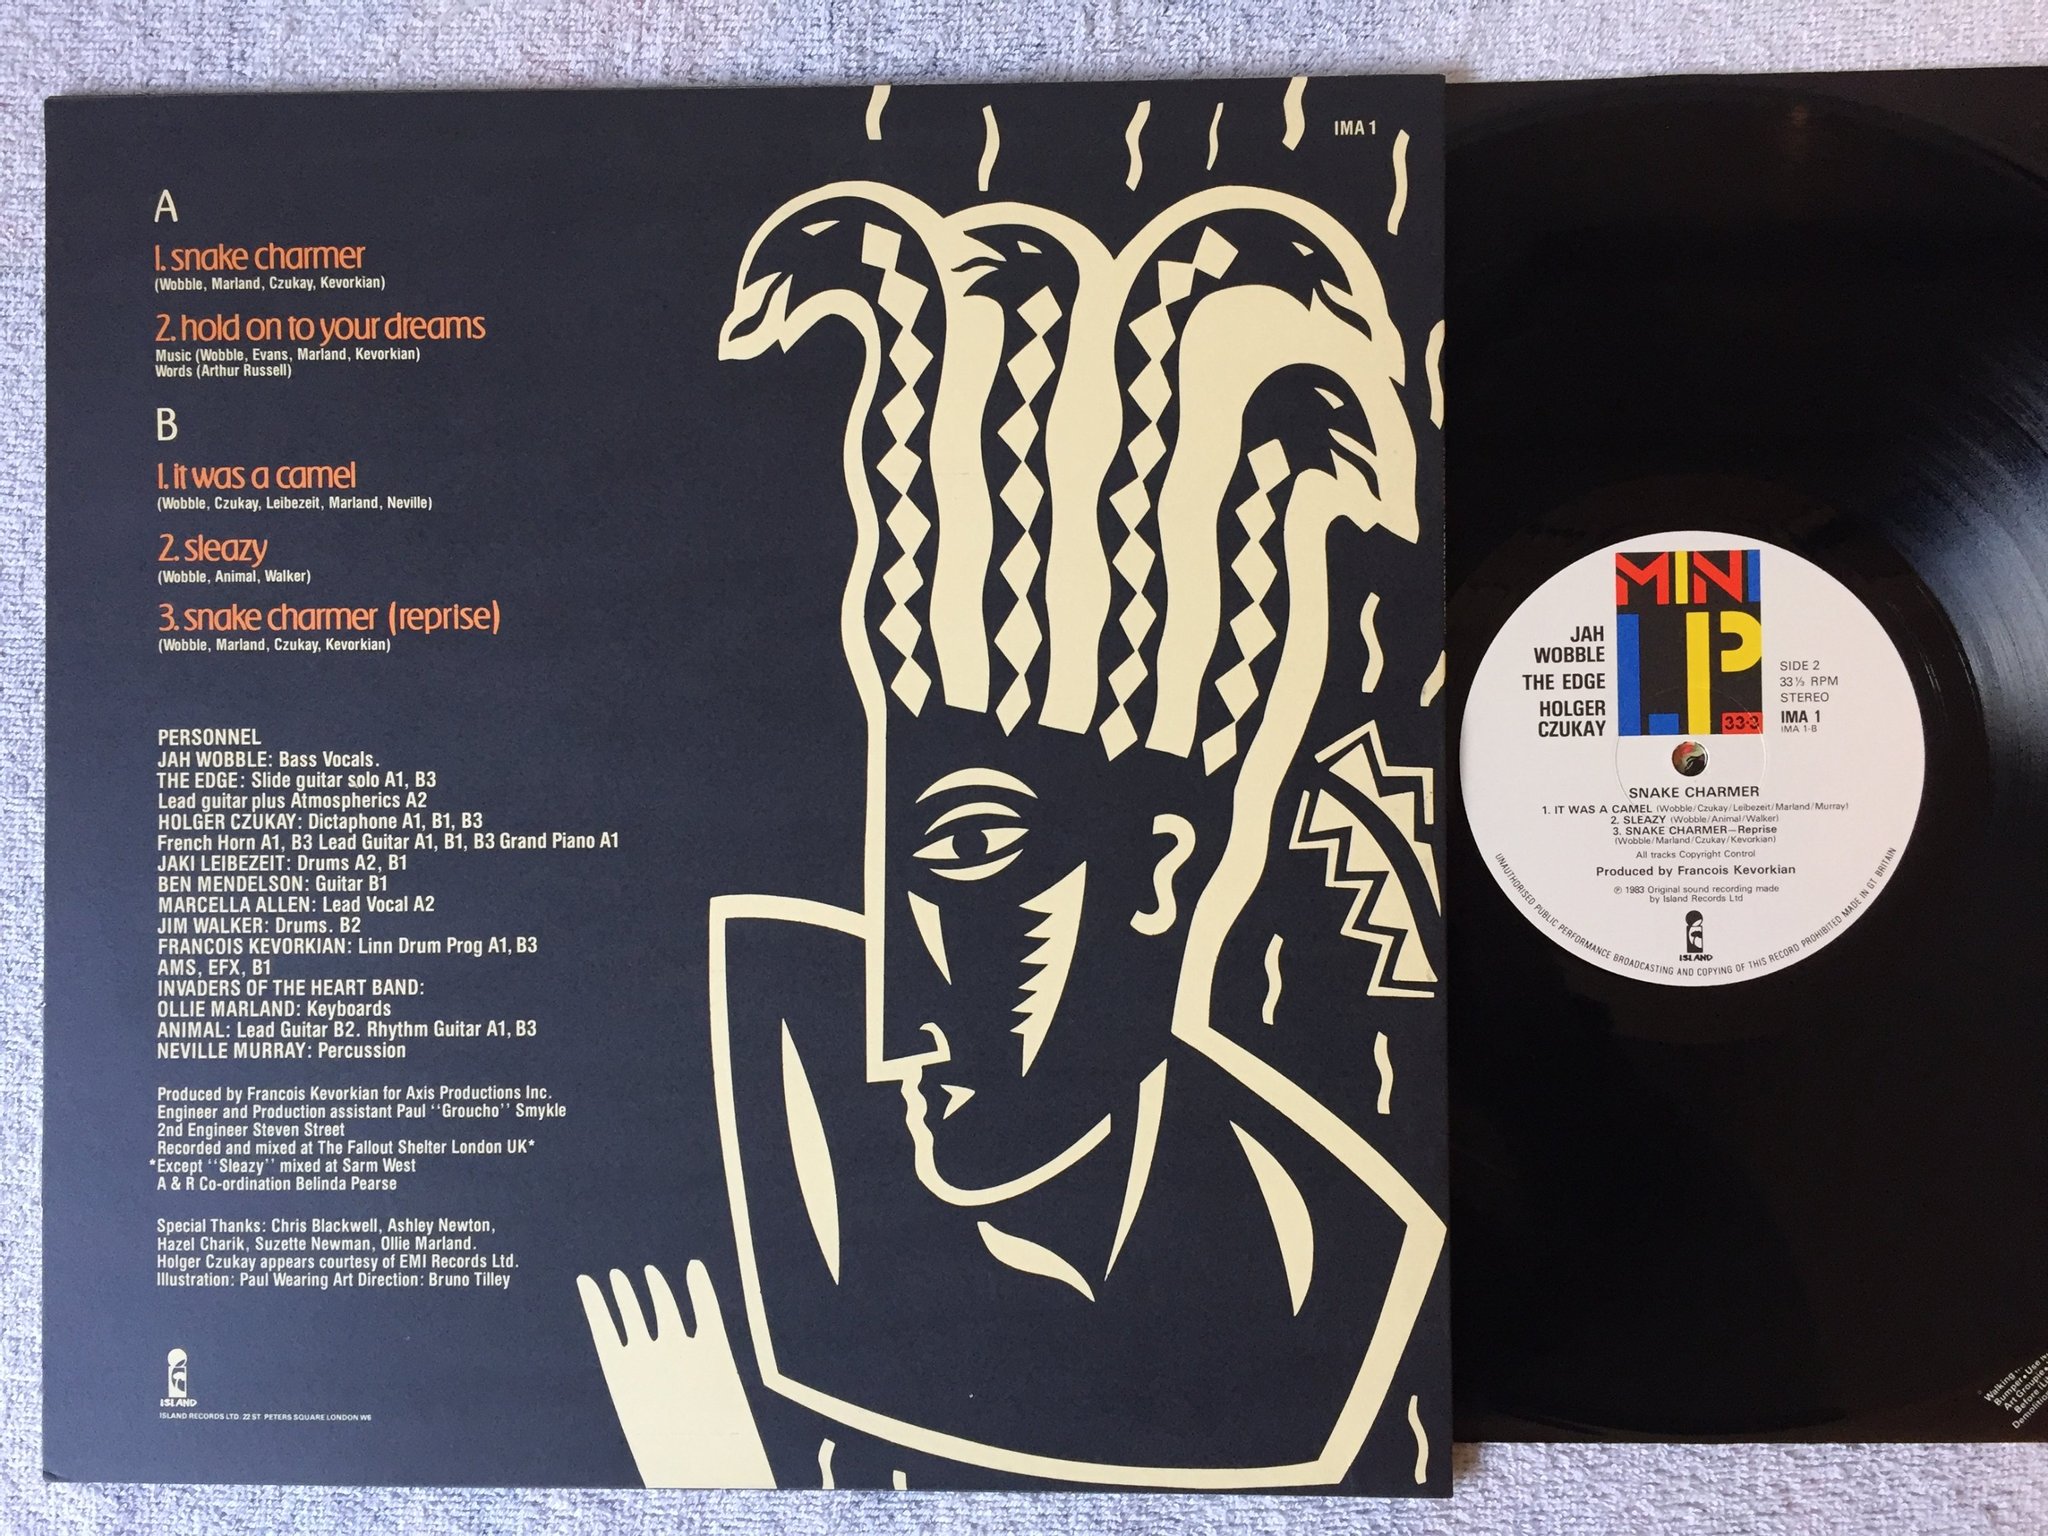 IMA 1
A
1. snake charmer
(Wobble, Marland, Czukay, Kevorkian)
2. hold on to your dreams
Music (Wobble, Evans, Marland, Kevorkian)
Words (Arthur Russell)
B
1. it was a camel
(Wobble, Czukay, Leibezeit, Marland, Neville)
2. sleazy
(Wobble, Animal, Walker)
3. snake charmer (reprise)
(Wobble, Marland, Czukay, Kevorkian)
PERSONNEL
JAH WOBBLE: Bass Vocals.
THE EDGE: Slide guitar solo A1, B3
Lead guitar plus Atmospherics A2
HOLGER CZUKAY: Dictaphone A1, B1, B3
French Horn A1, B3 Lead Guitar A1, B1, B3 Grand Piano A1
JAKI LEIBEZEIT: Drums A2, B1
BEN MENDELSON: Guitar B1
MARCELLA ALLEN: Lead Vocal A2
JIM WALKER: Drums. B2
FRANCOIS KEVORKIAN: Linn Drum Prog A1, B3
AMS, EFX, B1
INVADERS OF THE HEART BAND:
OLLIE MARLAND: Keyboards
ANIMAL: Lead Guitar B2. Rhythm Guitar A1, B3
NEVILLE MURRAY: Percussion
Produced by Francois Kevorkian for Axis Productions Inc.
Engineer and Production assistant Paul "Groucho" Smykle
2nd Engineer Steven Street
Recorded and mixed at The Fallout Shelter London UK*
*Except "Sleazy" mixed at Sarm West
A & R Co-ordination Belinda Pearse
Special Thanks: Chris Blackwell, Ashley Newton,
Hazel Charik, Suzette Newman, Ollie Marland.
Holger Czukay appears courtesy of EMI Records Ltd.
Illustration: Paul Wearing Art Direction: Bruno Tilley
ISLAND
ISLAND RECORDS LTD. 22 ST. PETERS SQUARE LONDON W6
MINI
LP
33·3
JAH
WOBBLE
THE EDGE
HOLGER
CZUKAY
SIDE 2
33⅓ RPM
STEREO
IMA 1
IMA 1-B
SNAKE CHARMER
1. IT WAS A CAMEL (Wobble/Czukay/Leibezeit/Marland/Murray)
2. SLEAZY (Wobble/Animal/Walker)
3. SNAKE CHARMER—Reprise
(Wobble/Marland/Czukay/Kevorkian)
All tracks Copyright Control
Produced by Francois Kevorkian
℗ 1983 Original sound recording made
by Island Records Ltd
ISLAND
UNAUTHORISED PUBLIC PERFORMANCE BROADCASTING AND COPYING OF THIS RECORD PROHIBITED MADE IN GT. BRITAIN
Walking
Bumper • Use
Art Groupie •
Before
Demolition